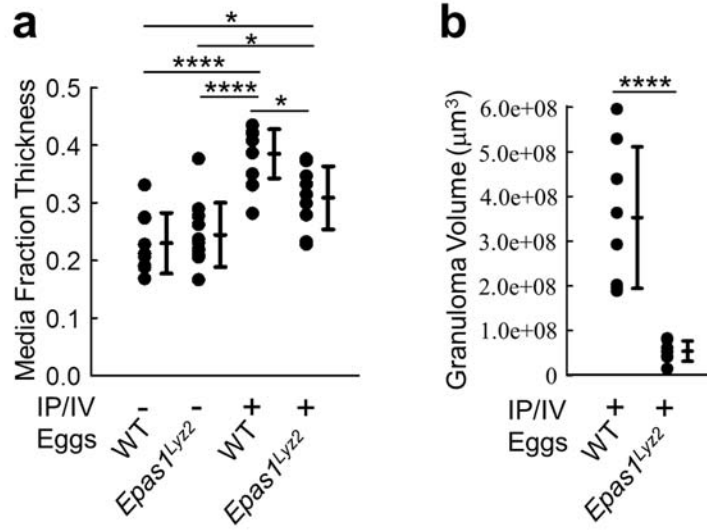 a
*
*
****
****
*
Media Fraction Thickness
0.5
0.4
0.3
0.2
0.1
0.0
IP/IV - - + +
Eggs WT Epas1Lyz2 WT Epas1Lyz2
b
****
Granuloma Volume (µm³)
6.0e+08
5.0e+08
4.0e+08
3.0e+08
2.0e+08
1.0e+08
0
IP/IV + +
Eggs WT Epas1Lyz2